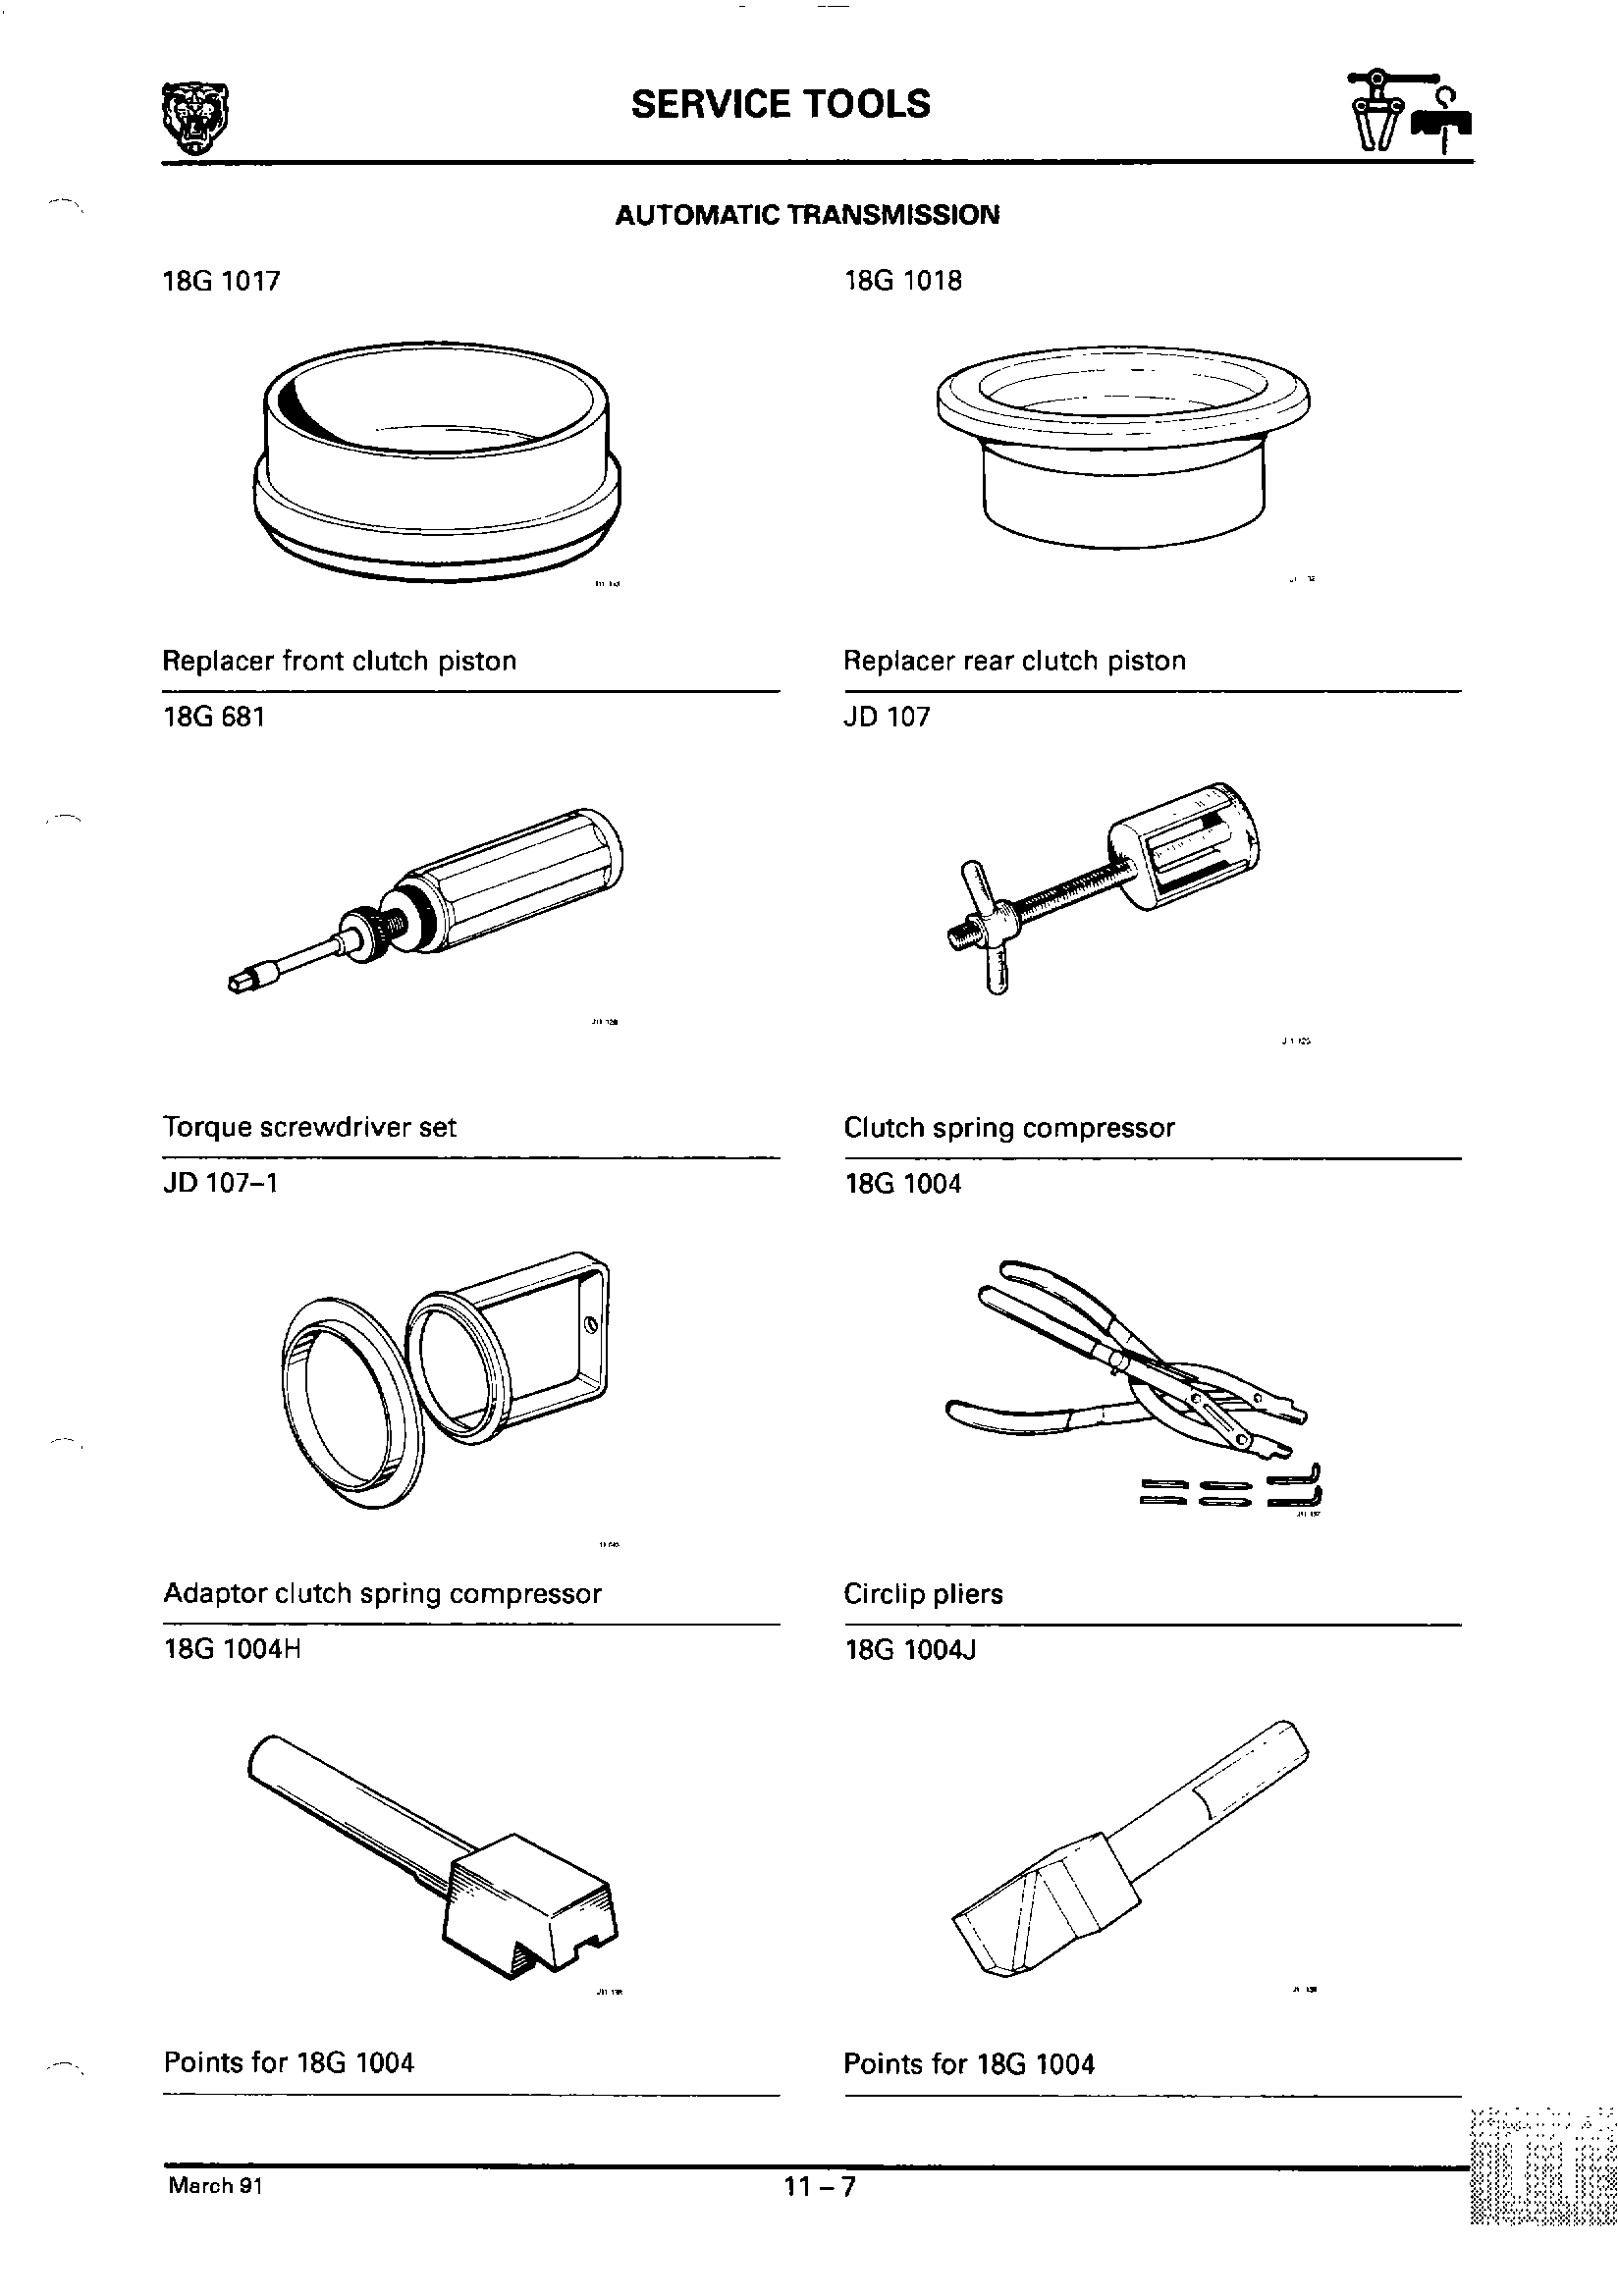 SERVICE TOOLS
AUTOMATIC TRANSMISSION
18G 1017
18G 1018
Replacer front clutch piston
Replacer rear clutch piston
18G 681
JD 107
Torque screwdriver set
Clutch spring compressor
JD 107–1
18G 1004
Adaptor clutch spring compressor
Circlip pliers
18G 1004H
18G 1004J
Points for 18G 1004
Points for 18G 1004
March 91
11 – 7